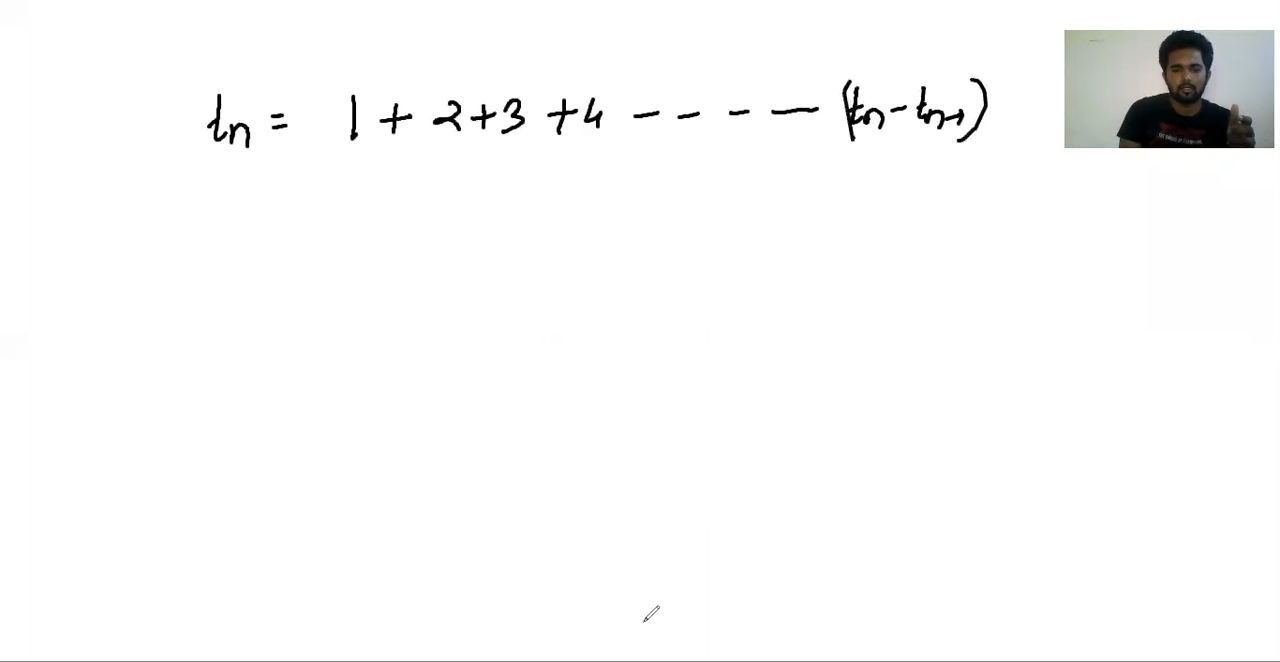 tn = 1 + 2 + 3 + 4 - - - - (tn - tn-1)